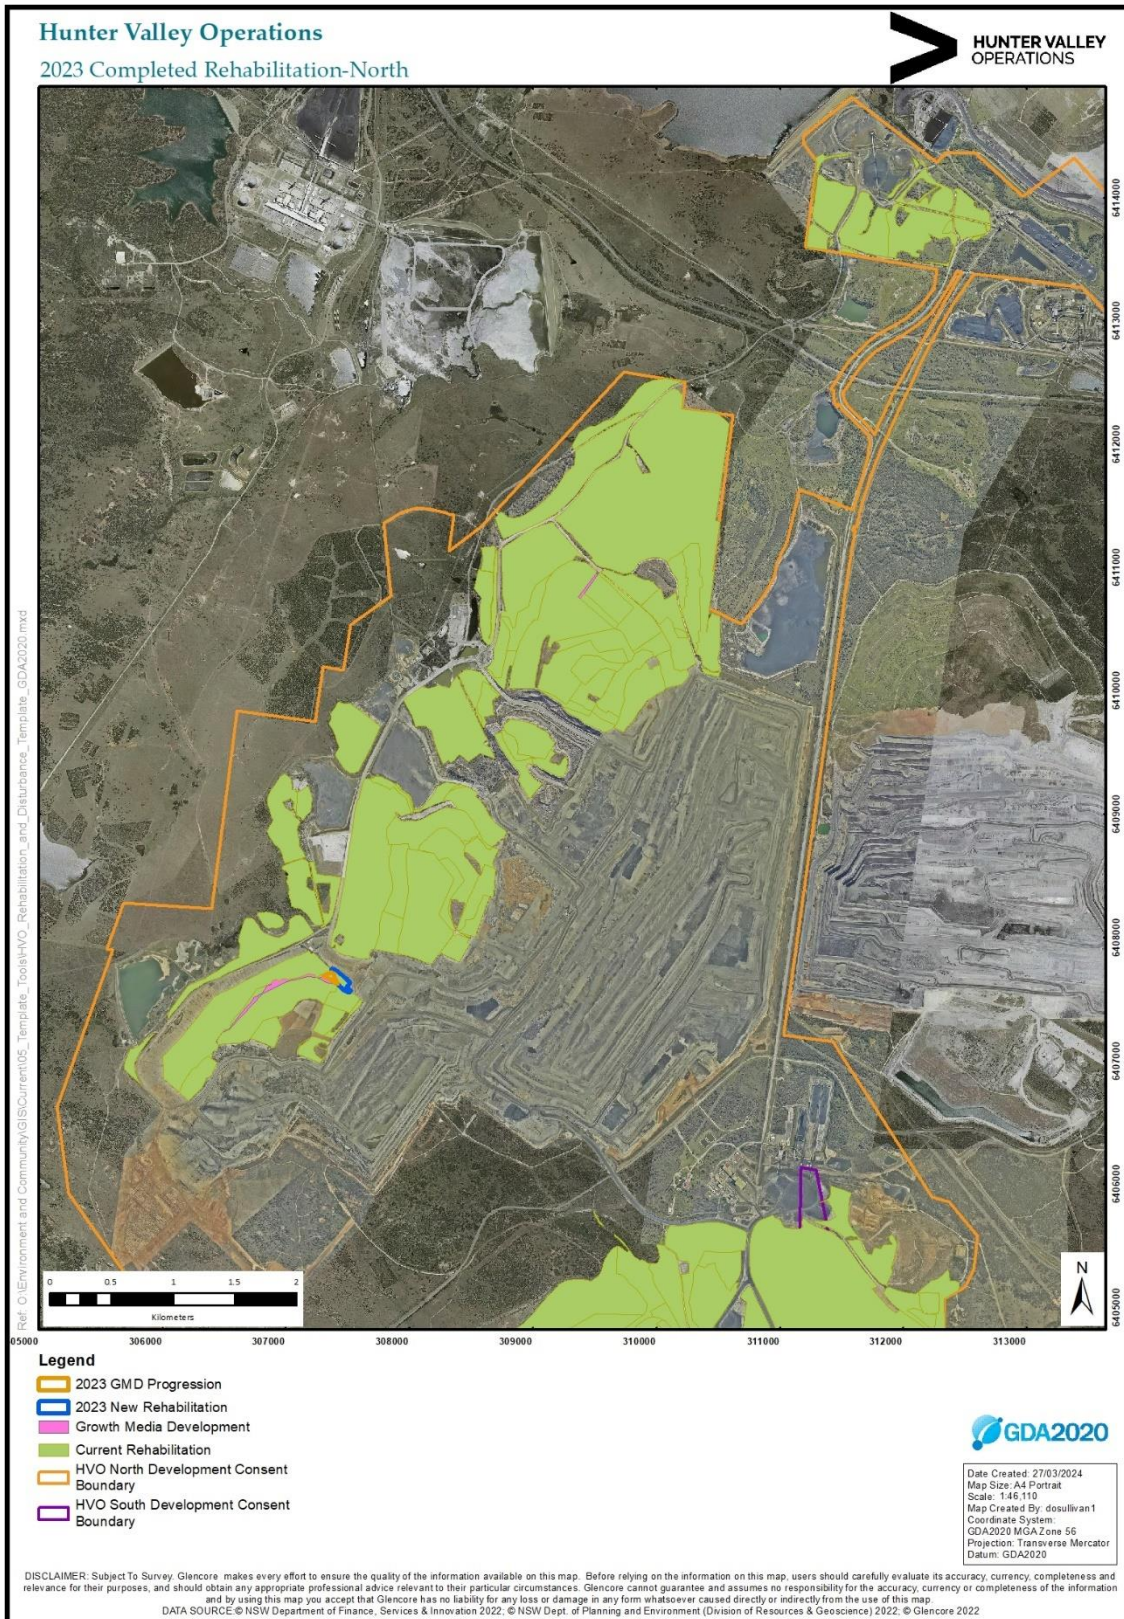 Hunter Valley Operations
2023 Completed Rehabilitation-North
HUNTER VALLEY
OPERATIONS
6414000
6413000
6412000
6411000
6410000
6409000
6408000
6407000
6406000
6405000
Ref: O:\Environment and Community\GIS\Current\05_Template_Tools\HVO_Rehabilitation_and_Disturbance_Template_GDA2020.mxd
0 0.5 1 1.5 2
Kilometers
N
05000 306000 307000 308000 309000 310000 311000 312000 313000
Legend
2023 GMD Progression
2023 New Rehabilitation
Growth Media Development
Current Rehabilitation
HVO North Development Consent
Boundary
HVO South Development Consent
Boundary
GDA2020
Date Created: 27/03/2024
Map Size: A4 Portrait
Scale: 1:46,110
Map Created By: dosullivan1
Coordinate System:
GDA2020 MGA Zone 56
Projection: Transverse Mercator
Datum: GDA2020
DISCLAIMER: Subject To Survey. Glencore makes every effort to ensure the quality of the information available on this map. Before relying on the information on this map, users should carefully evaluate its accuracy, currency, completeness and
relevance for their purposes, and should obtain any appropriate professional advice relevant to their particular circumstances. Glencore cannot guarantee and assumes no responsibility for the accuracy, currency or completeness of the information
and by using this map you accept that Glencore has no liability for any loss or damage in any form whatsoever caused directly or indirectly from the use of this map.
DATA SOURCE:© NSW Department of Finance, Services & Innovation 2022; © NSW Dept. of Planning and Environment (Division of Resources & Geoscience) 2022; © Glencore 2022